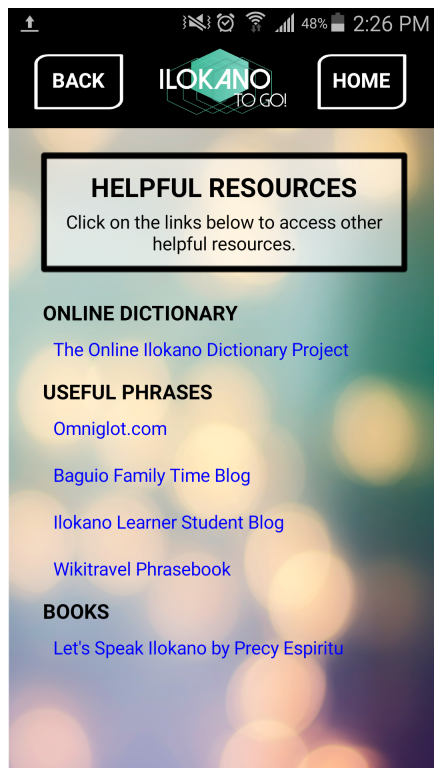 48% 2:26 PM
BACK
ILOKANO
TO GO!
HOME
HELPFUL RESOURCES
Click on the links below to access other
helpful resources.
ONLINE DICTIONARY
The Online Ilokano Dictionary Project
USEFUL PHRASES
Omniglot.com
Baguio Family Time Blog
Ilokano Learner Student Blog
Wikitravel Phrasebook
BOOKS
Let's Speak Ilokano by Precy Espiritu